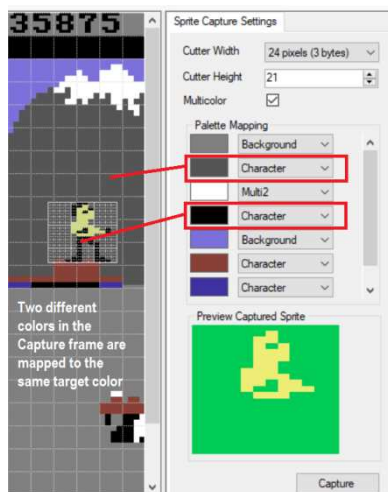 35875
Sprite Capture Settings
Cutter Width 24 pixels (3 bytes)
Cutter Height 21
Multicolor
Palette Mapping
Background
Character
Multi2
Character
Background
Character
Character
Two different
colors in the
Capture frame are
mapped to the
same target color
Preview Captured Sprite
Capture